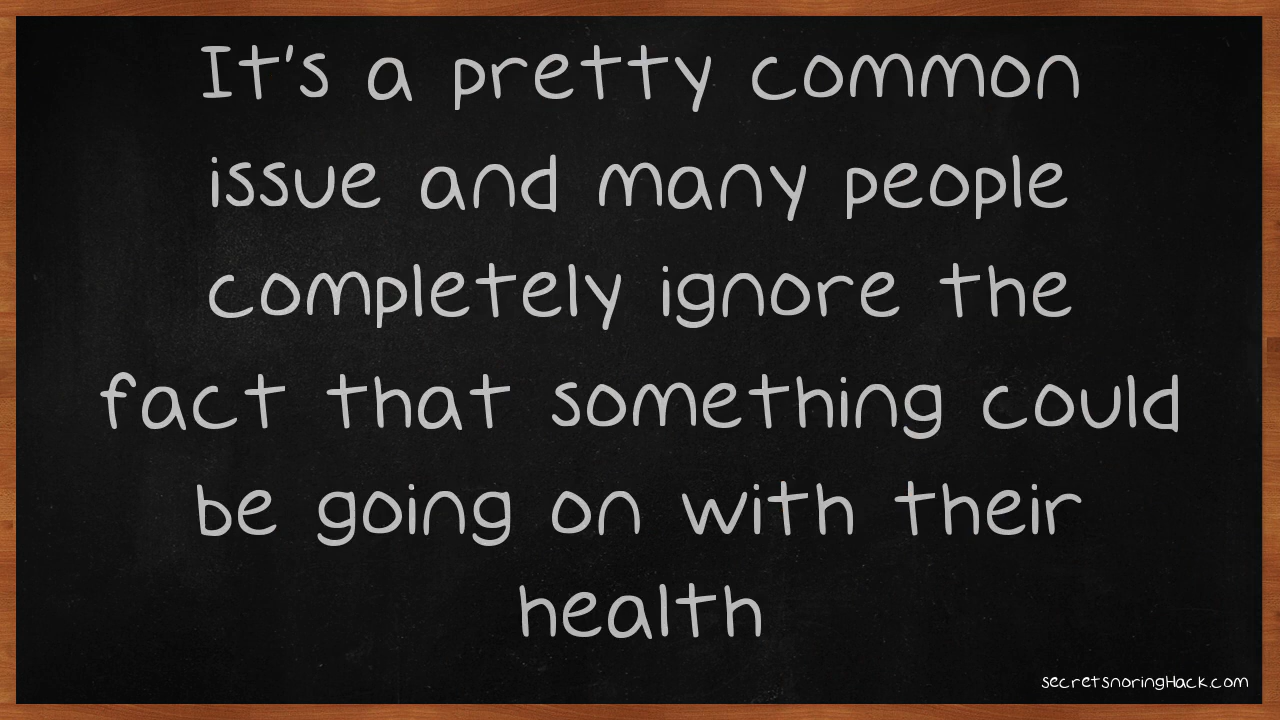 It's a pretty common
issue and many people
completely ignore the
fact that something could
be going on with their
health
secretsnoringHack.com